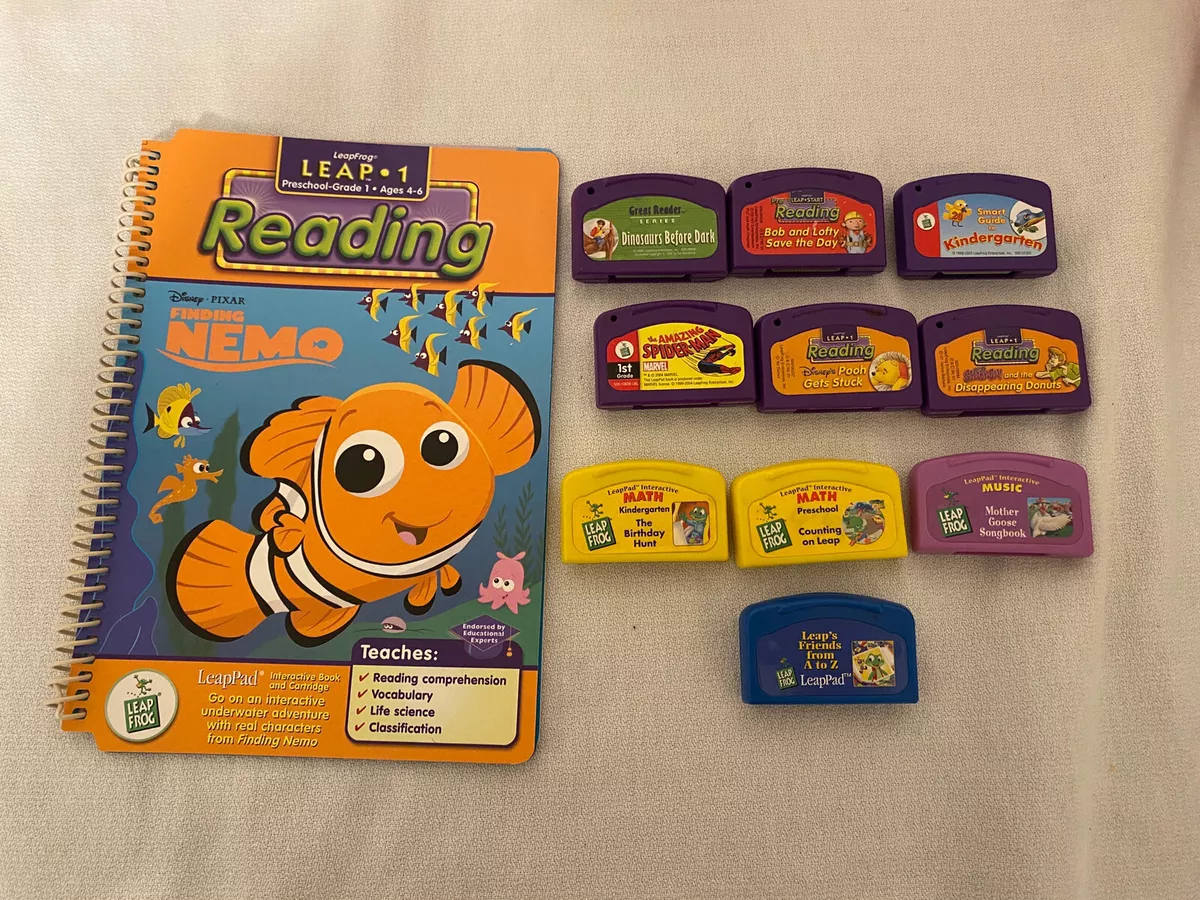 LeapFrog®
LEAP•1
Preschool-Grade 1 • Ages 4-6
Reading
Disney • PIXAR
FINDING
NEMO
Endorsed by
Educational
Experts
Teaches:
✓ Reading comprehension
✓ Vocabulary
✓ Life science
✓ Classification
LEAP
FROG
LeapPad® Interactive Book
and Cartridge
Go on an interactive
underwater adventure
with real characters
from Finding Nemo
Great Reader
SERIES
Dinosaurs Before Dark
Pre LEAP•START
Reading
Bob and Lofty
Save the Day
Smart
Guide
to
Kindergarten
the AMAZING
SPIDER-MAN
MARVEL
1st
Grade
LEAP•1
Reading
Disney's Pooh
Gets Stuck
LEAP•1
Reading
and the
Disappearing Donuts
LeapPad Interactive
MATH
Kindergarten
LEAP
FROG
The
Birthday
Hunt
LeapPad Interactive
MATH
Preschool
LEAP
FROG
Counting
on Leap
LeapPad Interactive
MUSIC
LEAP
FROG
Mother
Goose
Songbook
Leap's
Friends
from
A to Z
LEAP
FROG
LeapPad™